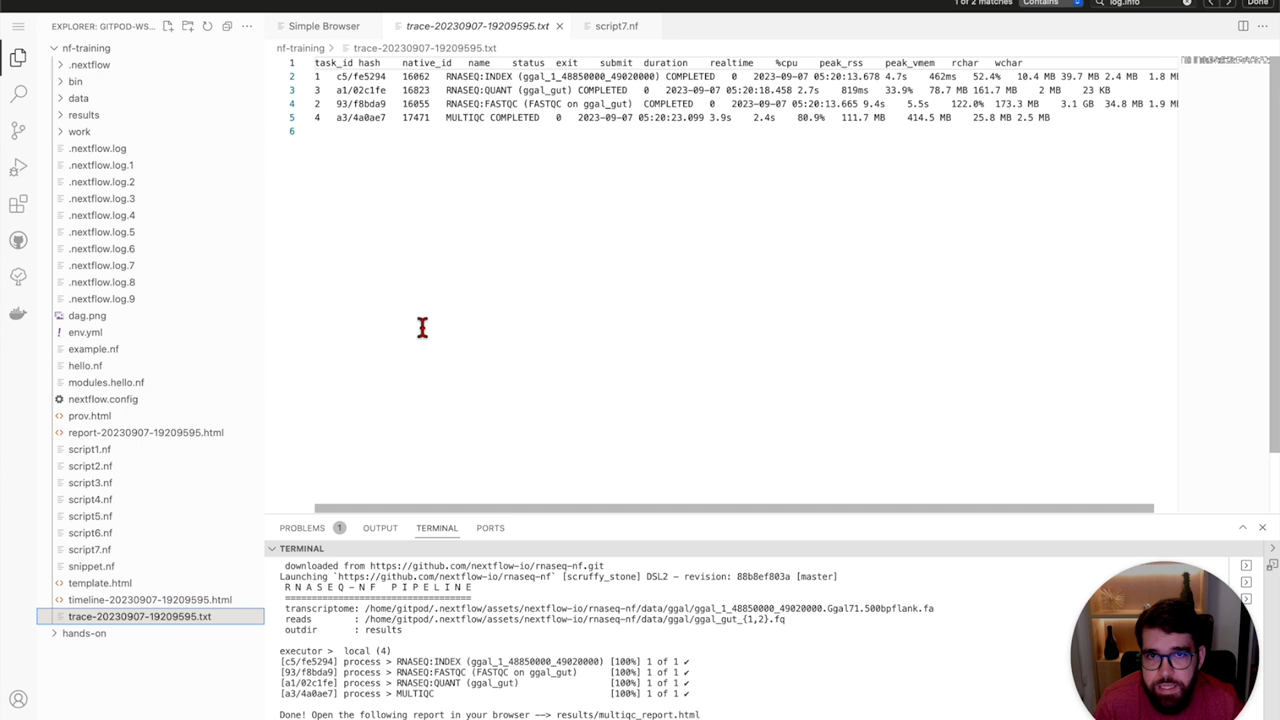 1 of 2 matches Contains log.info Done
EXPLORER: GITPOD-WS... Simple Browser trace-20230907-19209595.txt script7.nf
nf-training nf-training > trace-20230907-19209595.txt
.nextflow
bin
data
results
work
.nextflow.log
.nextflow.log.1
.nextflow.log.2
.nextflow.log.3
.nextflow.log.4
.nextflow.log.5
.nextflow.log.6
.nextflow.log.7
.nextflow.log.8
.nextflow.log.9
dag.png
env.yml
example.nf
hello.nf
modules.hello.nf
nextflow.config
prov.html
report-20230907-19209595.html
script1.nf
script2.nf
script3.nf
script4.nf
script5.nf
script6.nf
script7.nf
snippet.nf
template.html
timeline-20230907-19209595.html
trace-20230907-19209595.txt
hands-on
1 task_id hash native_id name status exit submit duration realtime %cpu peak_rss peak_vmem rchar wchar
2 1 c5/fe5294 16062 RNASEQ:INDEX (ggal_1_48850000_49020000) COMPLETED 0 2023-09-07 05:20:13.678 4.7s 462ms 52.4% 10.4 MB 39.7 MB 2.4 MB 1.8 M
3 3 a1/02c1fe 16823 RNASEQ:QUANT (ggal_gut) COMPLETED 0 2023-09-07 05:20:18.458 2.7s 819ms 33.9% 78.7 MB 161.7 MB 2 MB 23 KB
4 2 93/f8bda9 16055 RNASEQ:FASTQC (FASTQC on ggal_gut) COMPLETED 0 2023-09-07 05:20:13.665 9.4s 5.5s 122.0% 173.3 MB 3.1 GB 34.8 MB 1.9 M
5 4 a3/4a0ae7 17471 MULTIQC COMPLETED 0 2023-09-07 05:20:23.099 3.9s 2.4s 80.9% 111.7 MB 414.5 MB 25.8 MB 2.5 MB
6
PROBLEMS 1 OUTPUT TERMINAL PORTS
TERMINAL
downloaded from https://github.com/nextflow-io/rnaseq-nf.git
Launching `https://github.com/nextflow-io/rnaseq-nf` [scruffy_stone] DSL2 - revision: 88b8ef803a [master]
R N A S E Q - N F   P I P E L I N E
===================================
transcriptome: /home/gitpod/.nextflow/assets/nextflow-io/rnaseq-nf/data/ggal/ggal_1_48850000_49020000.Ggal71.500bpflank.fa
reads : /home/gitpod/.nextflow/assets/nextflow-io/rnaseq-nf/data/ggal/ggal_gut_{1,2}.fq
outdir : results
executor > local (4)
[c5/fe5294] process > RNASEQ:INDEX (ggal_1_48850000_49020000) [100%] 1 of 1 ✔
[93/f8bda9] process > RNASEQ:FASTQC (FASTQC on ggal_gut) [100%] 1 of 1 ✔
[a1/02c1fe] process > RNASEQ:QUANT (ggal_gut) [100%] 1 of 1 ✔
[a3/4a0ae7] process > MULTIQC [100%] 1 of 1 ✔
Done! Open the following report in your browser --> results/multiqc_report.html